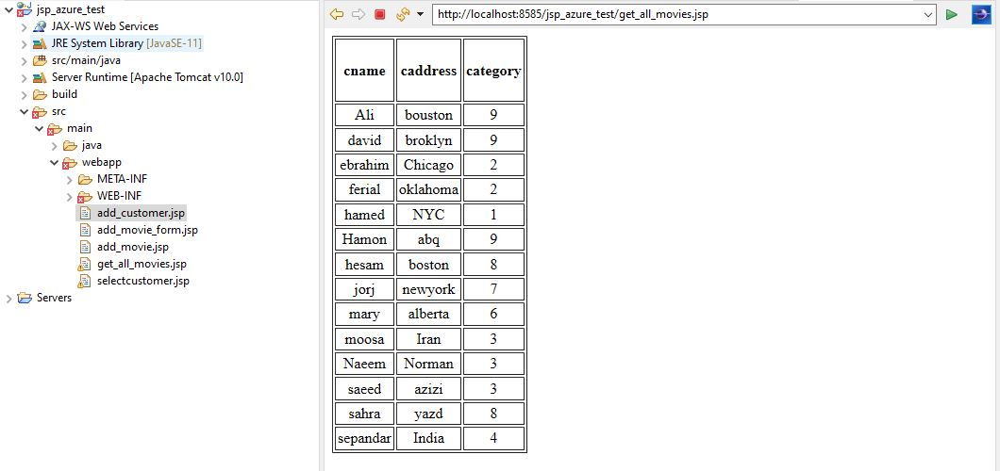 jsp_azure_test
JAX-WS Web Services
JRE System Library [JavaSE-11]
src/main/java
Server Runtime [Apache Tomcat v10.0]
build
src
main
java
webapp
META-INF
WEB-INF
add_customer.jsp
add_movie_form.jsp
add_movie.jsp
get_all_movies.jsp
selectcustomer.jsp
Servers
http://localhost:8585/jsp_azure_test/get_all_movies.jsp
cname caddress category
Ali bouston 9
david broklyn 9
ebrahim Chicago 2
ferial oklahoma 2
hamed NYC 1
Hamon abq 9
hesam boston 8
jorj newyork 7
mary alberta 6
moosa Iran 3
Naeem Norman 3
saeed azizi 3
sahra yazd 8
sepandar India 4